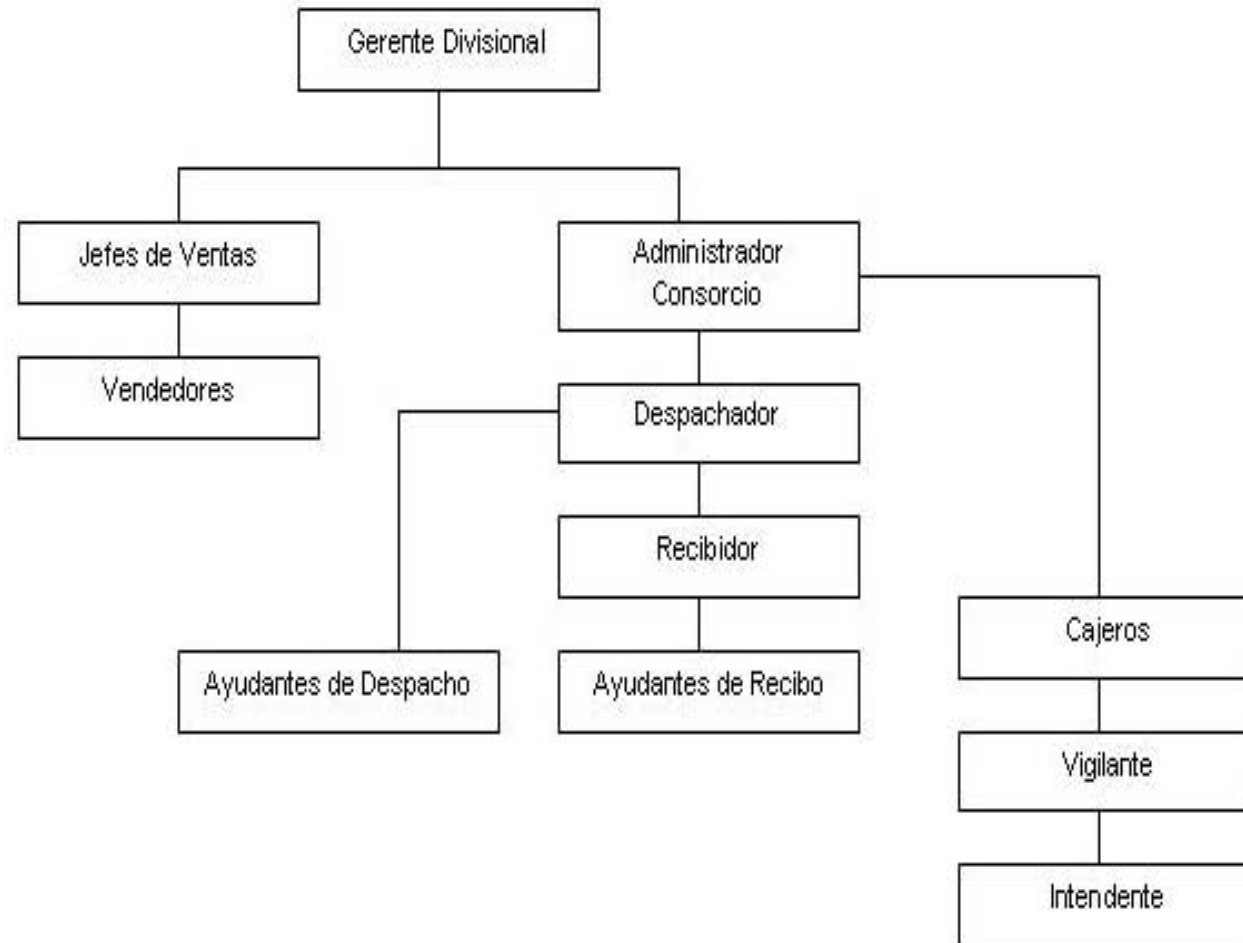 Gerente Divisional
Jefes de Ventas
Administrador
Consorcio
Vendedores
Despachador
Recibidor
Cajeros
Ayudantes de Despacho
Ayudantes de Recibo
Vigilante
Intendente